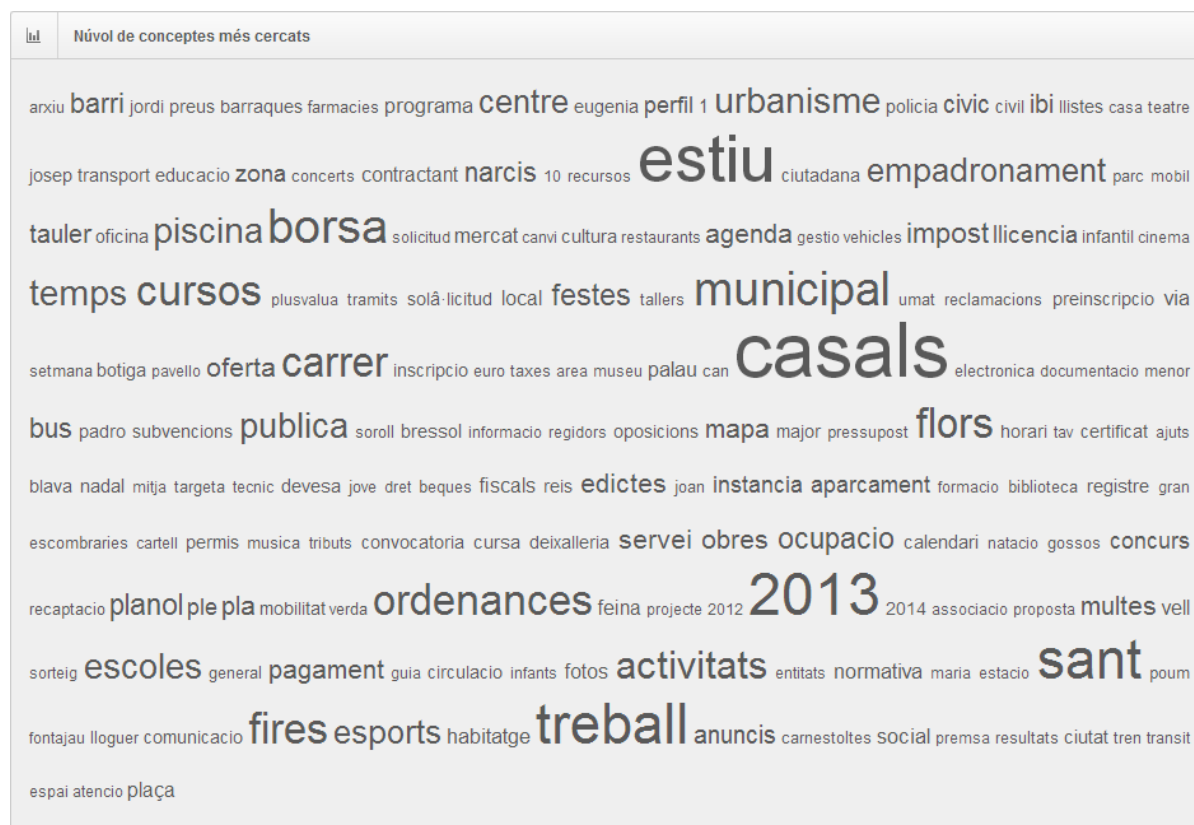 Núvol de conceptes més cercats
arxiu barri jordi preus barraques farmacies programa centre eugenia perfil 1 urbanisme policia civic civil ibi llistes casa teatre
josep transport educacio zona concerts contractant narcis 10 recursos estiu ciutadana empadronament parc mobil
tauler oficina piscina borsa solicitud mercat canvi cultura restaurants agenda gestio vehicles impost llicencia infantil cinema
temps cursos plusvalua tramits solâ·licitud local festes tallers municipal umat reclamacions preinscripcio via
setmana botiga pavello oferta carrer inscripcio euro taxes area museu palau can casals electronica documentacio menor
bus padro subvencions publica soroll bressol informacio regidors oposicions mapa major pressupost flors horari tav certificat ajuts
blava nadal mitja targeta tecnic devesa jove dret beques fiscals reis edictes joan instancia aparcament formacio biblioteca registre gran
escombraries cartell permis musica tributs convocatoria cursa deixalleria servei obres ocupacio calendari natacio gossos concurs
recaptacio planol ple pla mobilitat verda ordenances feina projecte 2012 2013 2014 associacio proposta multes vell
sorteig escoles general pagament guia circulacio infants fotos activitats entitats normativa maria estacio sant poum
fontajau lloguer comunicacio fires esports habitatge treball anuncis carnestoltes social premsa resultats ciutat tren transit
espai atencio plaça